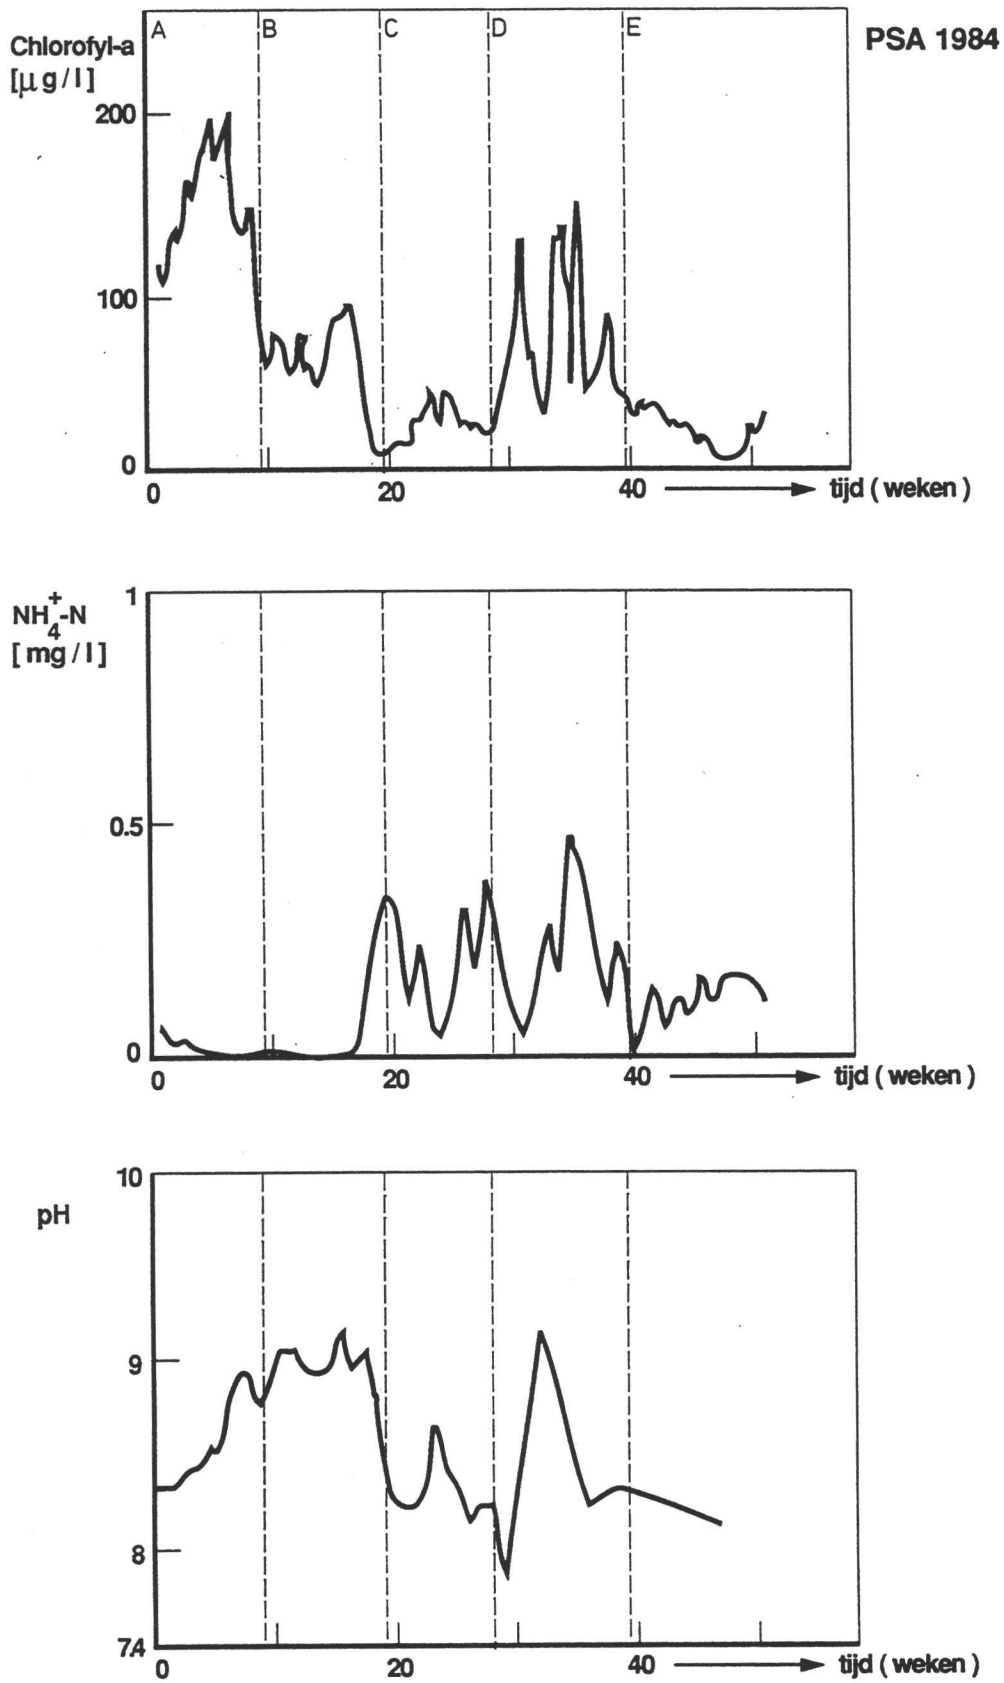 A B C D E
Chlorofyl-a
[µg/l]
PSA 1984
200
100
0
0 20 40 tijd (weken)
1
NH4+-N
[mg/l]
0.5
0
0 20 40 tijd (weken)
10
pH
9
8
7.4
0 20 40 tijd (weken)